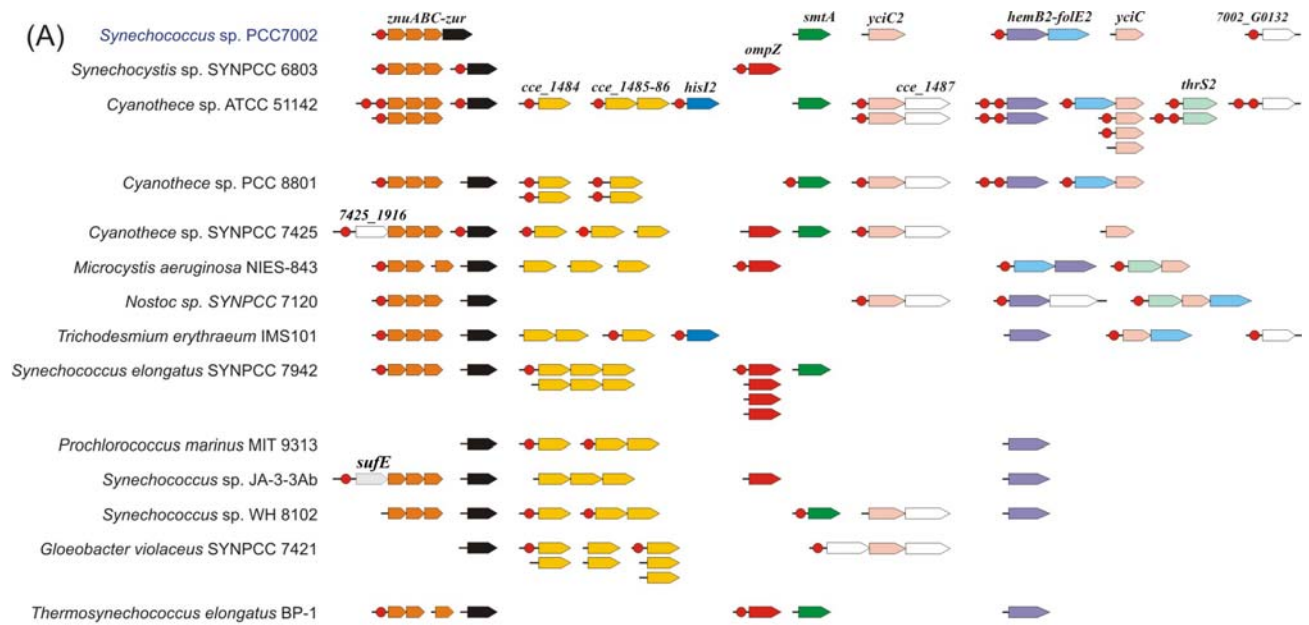 (A)
znuABC-zur smtA yciC2 hemB2-folE2 yciC 7002_G0132
Synechococcus sp. PCC7002
ompZ
Synechocystis sp. SYNPCC 6803
cce_1484 cce_1485-86 hisI2 cce_1487 thrS2
Cyanothece sp. ATCC 51142
Cyanothece sp. PCC 8801
7425_1916
Cyanothece sp. SYNPCC 7425
Microcystis aeruginosa NIES-843
Nostoc sp. SYNPCC 7120
Trichodesmium erythraeum IMS101
Synechococcus elongatus SYNPCC 7942
Prochlorococcus marinus MIT 9313
sufE
Synechococcus sp. JA-3-3Ab
Synechococcus sp. WH 8102
Gloeobacter violaceus SYNPCC 7421
Thermosynechococcus elongatus BP-1